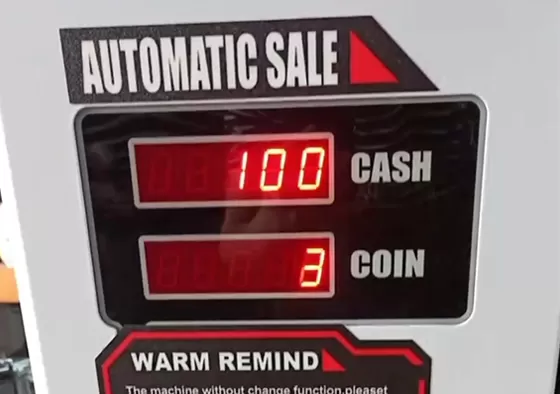 AUTOMATIC SALE
100 CASH
3 COIN
WARM REMIND
The machine without change function,pleaset